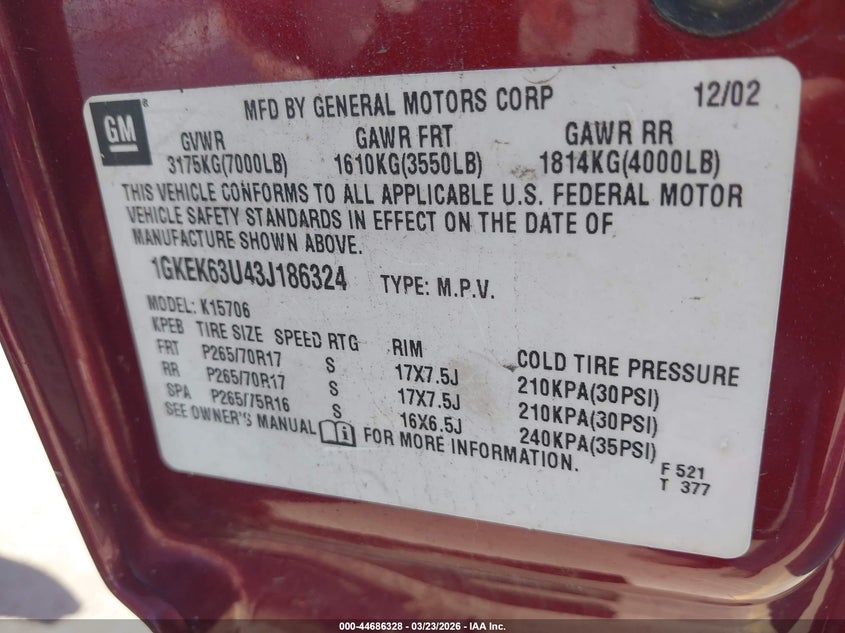 GM ®
MFD BY GENERAL MOTORS CORP 12/02
GVWR GAWR FRT GAWR RR
3175KG(7000LB) 1610KG(3550LB) 1814KG(4000LB)
THIS VEHICLE CONFORMS TO ALL APPLICABLE U.S. FEDERAL MOTOR
VEHICLE SAFETY STANDARDS IN EFFECT ON THE DATE OF
MANUFACTURE SHOWN ABOVE.
1GKEK63U43J186324 TYPE: M.P.V.
MODEL: K15706
KPEB TIRE SIZE SPEED RTG RIM COLD TIRE PRESSURE
FRT P265/70R17 S 17X7.5J 210KPA(30PSI)
RR P265/70R17 S 17X7.5J 210KPA(30PSI)
SPA P265/75R16 S 16X6.5J 240KPA(35PSI)
SEE OWNER'S MANUAL i FOR MORE INFORMATION.
F 521
T 377
000-44686328 - 03/23/2026 - IAA Inc.